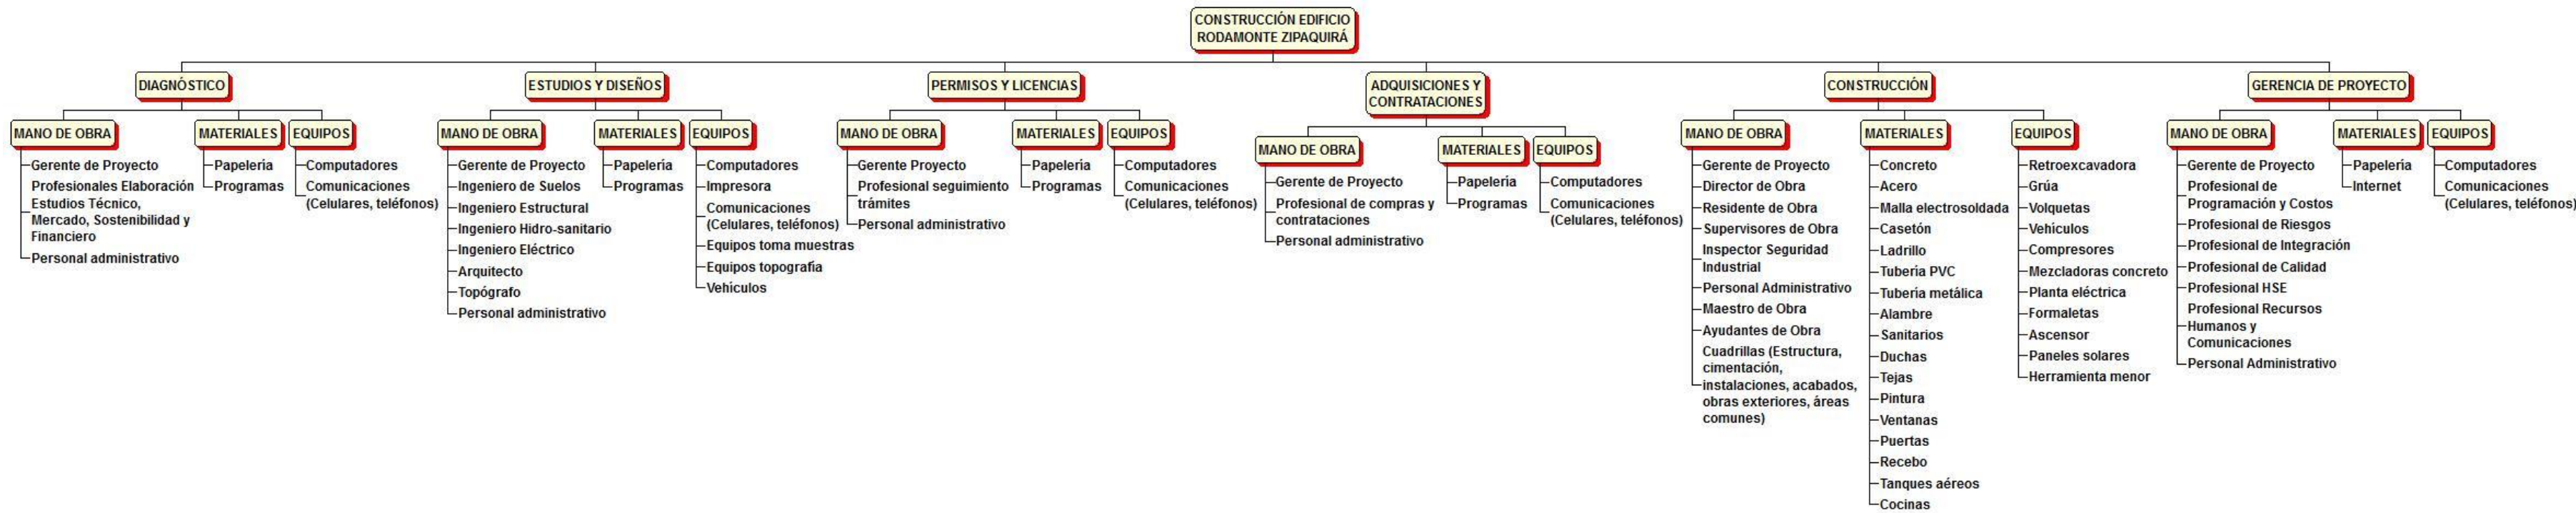 CONSTRUCCIÓN EDIFICIO
RODAMONTE ZIPAQUIRÁ
DIAGNÓSTICO
MANO DE OBRA
Gerente de Proyecto
Profesionales Elaboración
Estudios Técnico,
Mercado, Sostenibilidad y
Financiero
Personal administrativo
MATERIALES
Papelería
Programas
EQUIPOS
Computadores
Comunicaciones
(Celulares, teléfonos)
ESTUDIOS Y DISEÑOS
MANO DE OBRA
Gerente de Proyecto
Ingeniero de Suelos
Ingeniero Estructural
Ingeniero Hidro-sanitario
Ingeniero Eléctrico
Arquitecto
Topógrafo
Personal administrativo
MATERIALES
Papelería
Programas
EQUIPOS
Computadores
Impresora
Comunicaciones
(Celulares, teléfonos)
Equipos toma muestras
Equipos topografía
Vehículos
PERMISOS Y LICENCIAS
MANO DE OBRA
Gerente Proyecto
Profesional seguimiento
trámites
Personal administrativo
MATERIALES
Papelería
Programas
EQUIPOS
Computadores
Comunicaciones
(Celulares, teléfonos)
ADQUISICIONES Y
CONTRATACIONES
MANO DE OBRA
Gerente de Proyecto
Profesional de compras y
contrataciones
Personal administrativo
MATERIALES
Papelería
Programas
EQUIPOS
Computadores
Comunicaciones
(Celulares, teléfonos)
CONSTRUCCIÓN
MANO DE OBRA
Gerente de Proyecto
Director de Obra
Residente de Obra
Supervisores de Obra
Inspector Seguridad
Industrial
Personal Administrativo
Maestro de Obra
Ayudantes de Obra
Cuadrillas (Estructura,
cimentación,
instalaciones, acabados,
obras exteriores, áreas
comunes)
MATERIALES
Concreto
Acero
Malla electrosoldada
Casetón
Ladrillo
Tubería PVC
Tubería metálica
Alambre
Sanitarios
Duchas
Tejas
Pintura
Ventanas
Puertas
Recebo
Tanques aéreos
Cocinas
EQUIPOS
Retroexcavadora
Grúa
Volquetas
Vehículos
Compresores
Mezcladoras concreto
Planta eléctrica
Formaletas
Ascensor
Paneles solares
Herramienta menor
GERENCIA DE PROYECTO
MANO DE OBRA
Gerente de Proyecto
Profesional de
Programación y Costos
Profesional de Riesgos
Profesional de Integración
Profesional de Calidad
Profesional HSE
Profesional Recursos
Humanos y
Comunicaciones
Personal Administrativo
MATERIALES
Papelería
Internet
EQUIPOS
Computadores
Comunicaciones
(Celulares, teléfonos)